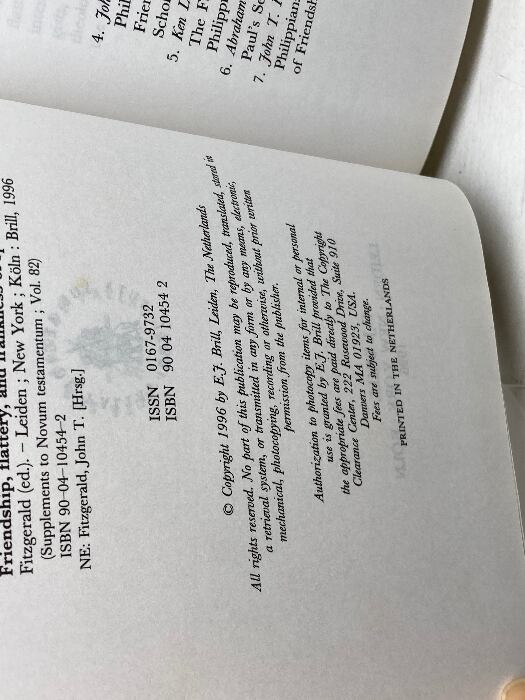 Friendship, flattery, and frankness
Fitzgerald (ed.). – Leiden ; New York ; Köln : Brill, 1996
(Supplements to Novum testamentum ; Vol. 82)
ISBN 90–04–10454–2
NE: Fitzgerald, John T. [Hrsg.]
ISSN 0167-9732
ISBN 90 04 10454 2
© Copyright 1996 by E.J. Brill, Leiden, The Netherlands
All rights reserved. No part of this publication may be reproduced, translated, stored in
a retrieval system, or transmitted in any form or by any means, electronic,
mechanical, photocopying, recording or otherwise, without prior written
permission from the publisher.
Authorization to photocopy items for internal or personal
use is granted by E.J. Brill provided that
the appropriate fees are paid directly to The Copyright
Clearance Center, 222 Rosewood Drive, Suite 910
Danvers MA 01923, USA.
Fees are subject to change.
PRINTED IN THE NETHERLANDS
4.
5. Ken
The
6. Abraham
Paul's
7. John T.
Philippian
of Friendsh